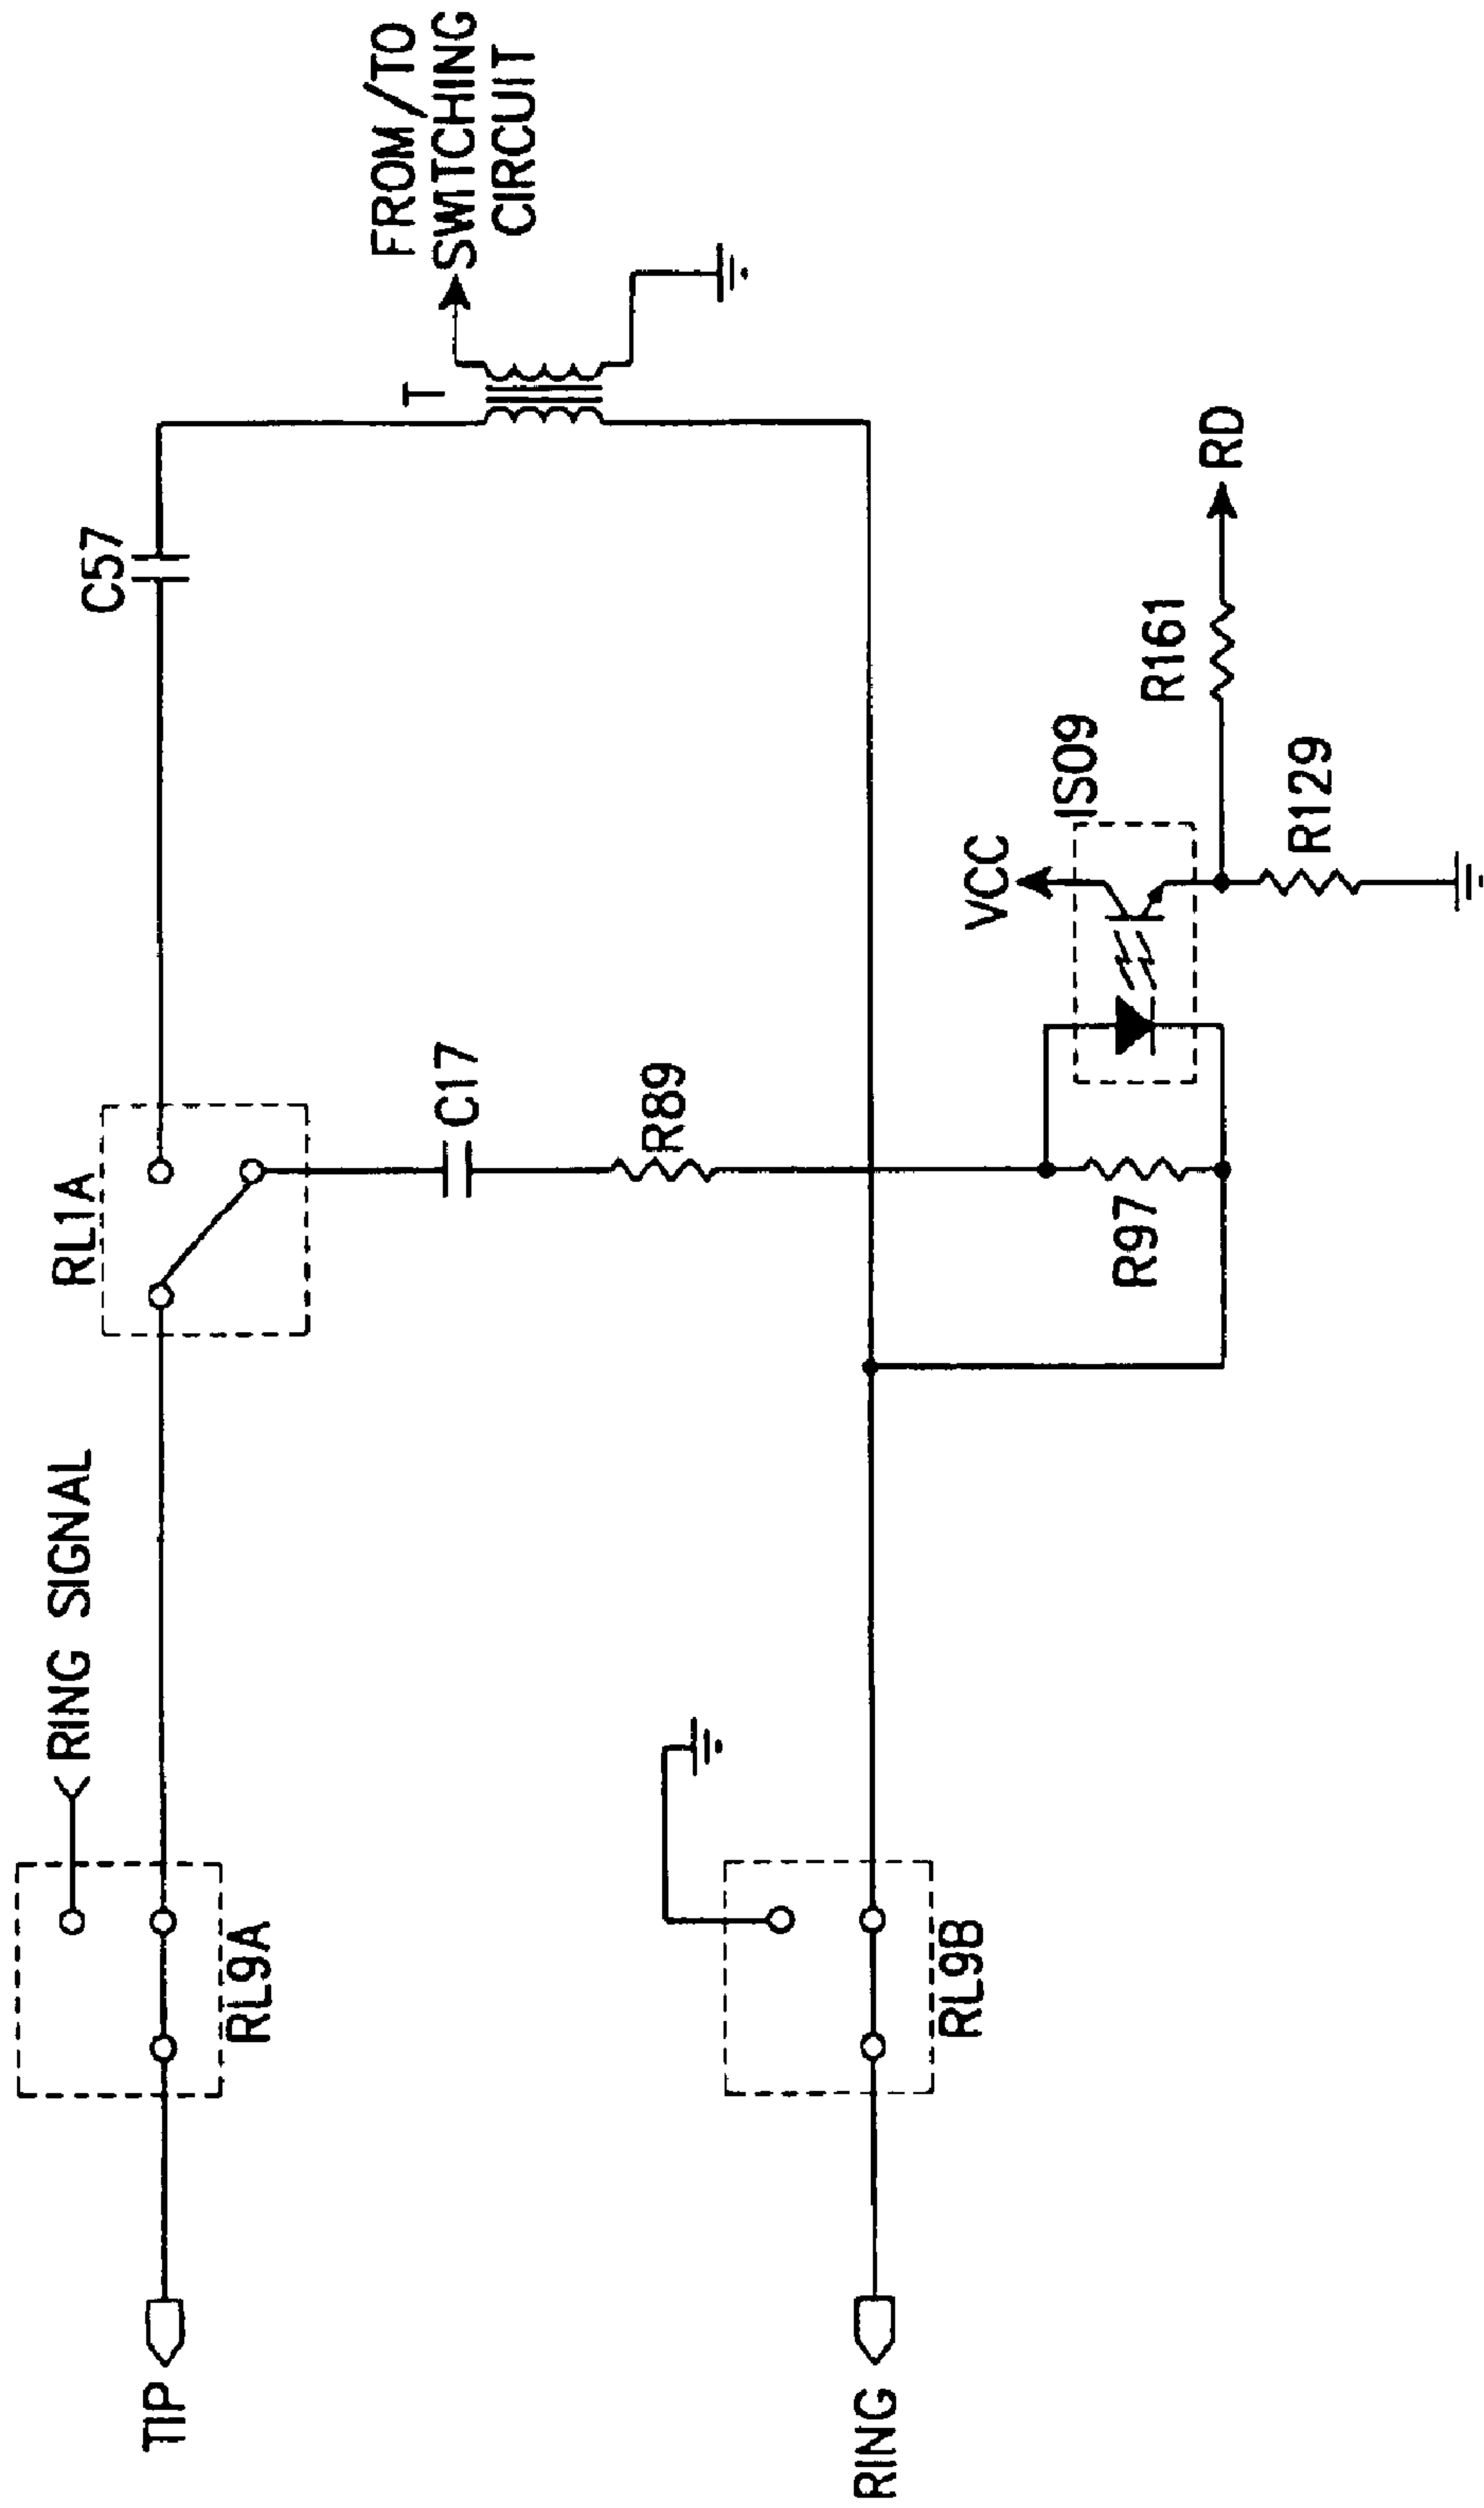 RING SIGNAL
RL1A
C57
T
FROM/TO
SWITCHING
CIRCUIT
TIP
RL9A
C17
R89
RING
RL9B
VCC
ISO9
R161
RD
R97
R129